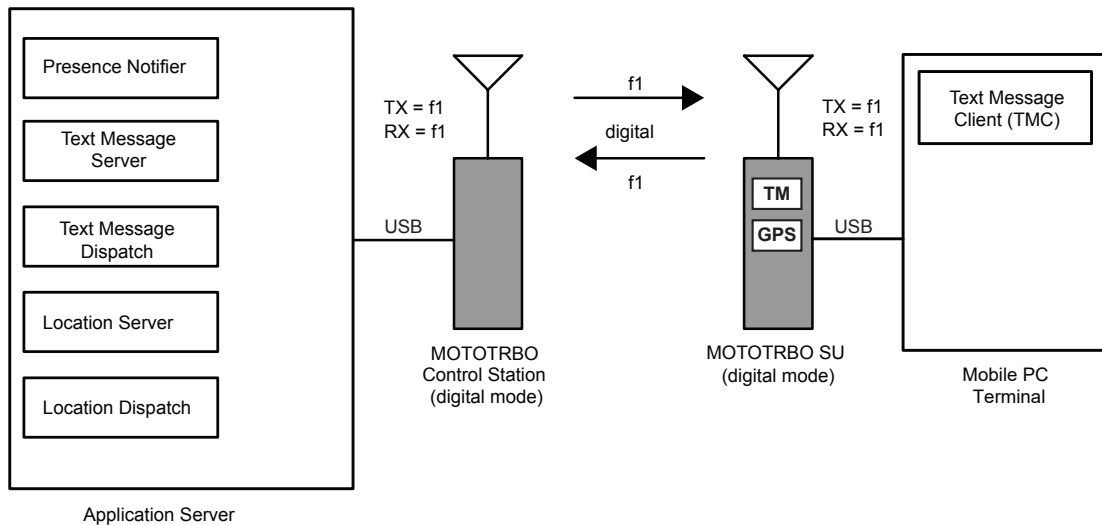 Presence Notifier
Text Message
Server
Text Message
Dispatch
Location Server
Location Dispatch
Application Server
USB
TX = f1
RX = f1
MOTOTRBO
Control Station
(digital mode)
f1
digital
f1
TX = f1
RX = f1
TM
GPS
USB
MOTOTRBO SU
(digital mode)
Text Message
Client (TMC)
Mobile PC
Terminal